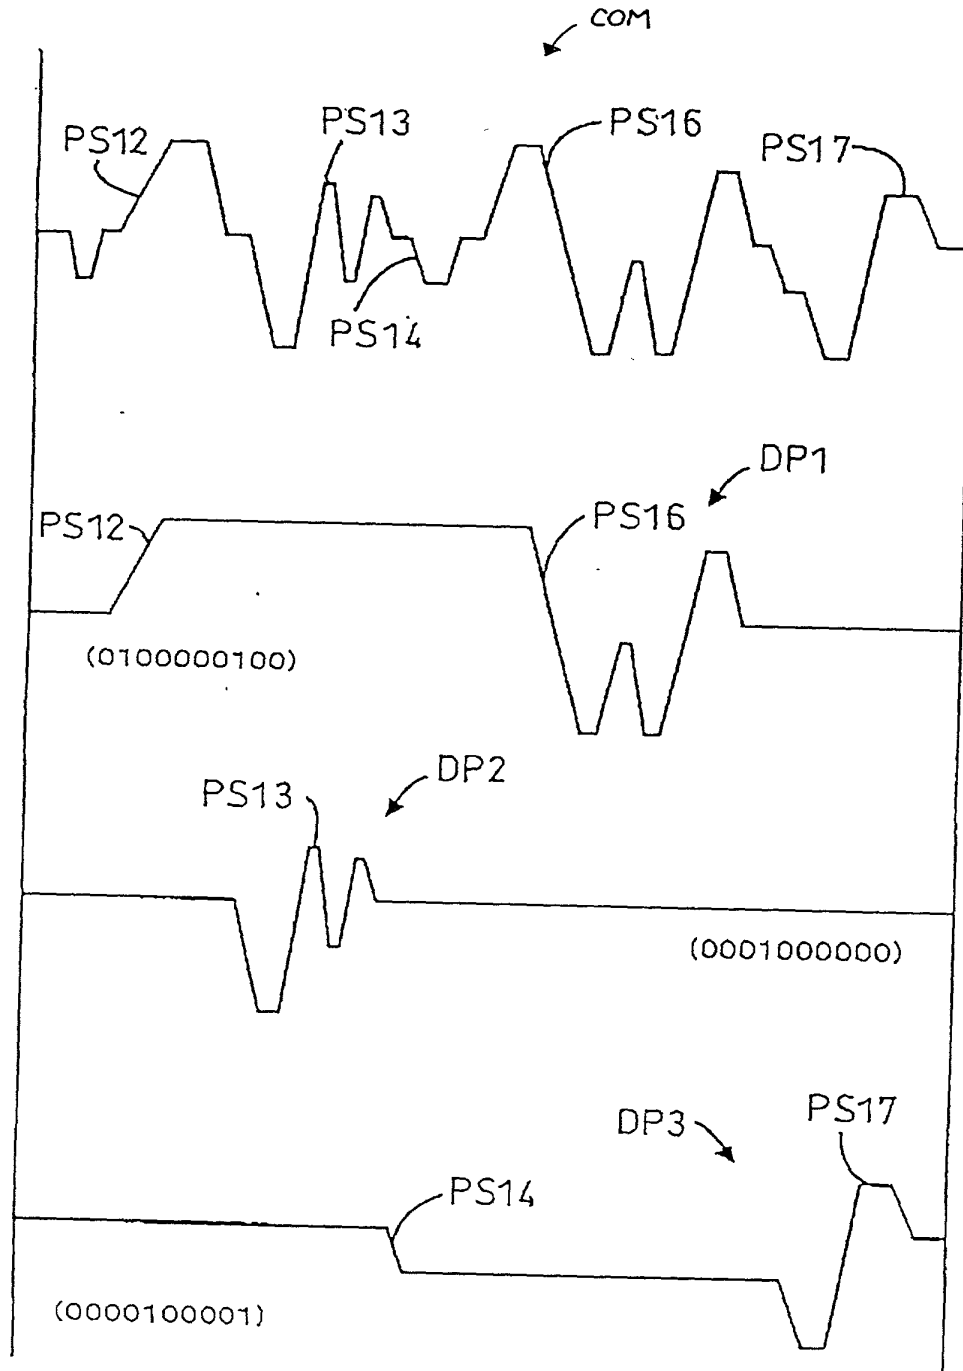 COM
PS12
PS13
PS16
PS17
PS14
DP1
PS12
PS16
(0100000100)
DP2
PS13
(0001000000)
DP3
PS17
PS14
(0000100001)